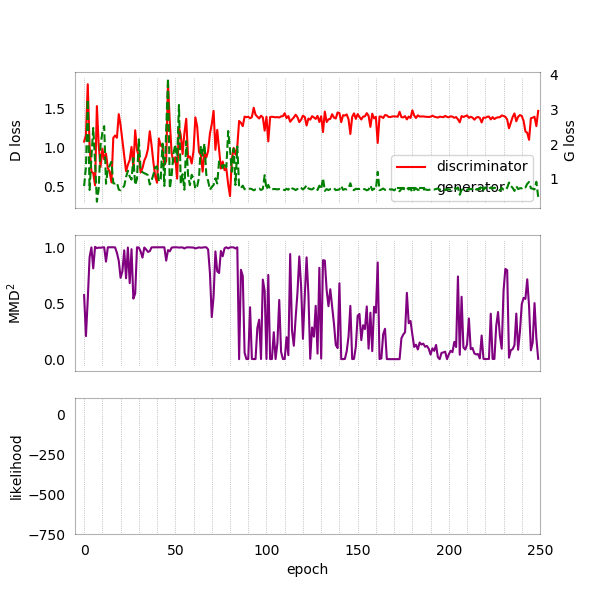 4
1.5
3
D loss
1.0
2
G loss
discriminator
0.5
1
generator
1.0
MMD²
0.5
0.0
0
−250
likelihood
−500
−750
0 50 100 150 200 250
epoch